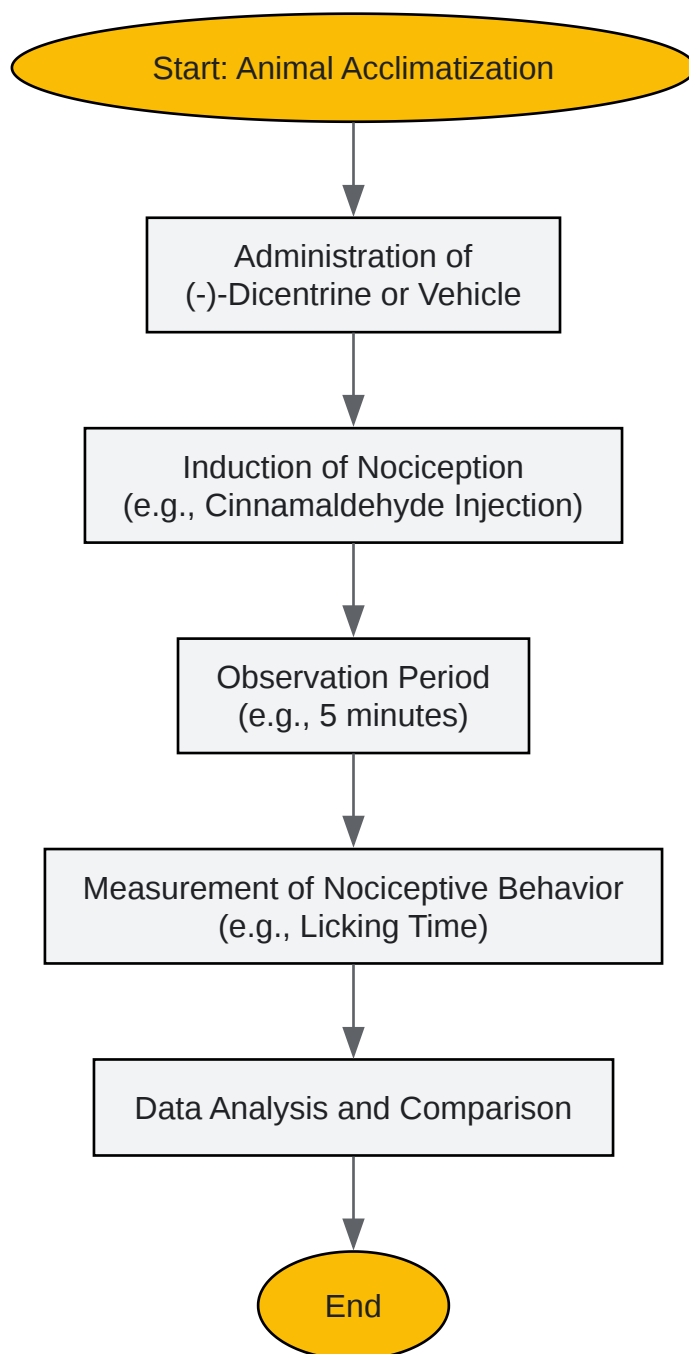 Start: Animal Acclimatization
Administration of
(-)-Dicentrine or Vehicle
Induction of Nociception
(e.g., Cinnamaldehyde Injection)
Observation Period
(e.g., 5 minutes)
Measurement of Nociceptive Behavior
(e.g., Licking Time)
Data Analysis and Comparison
End